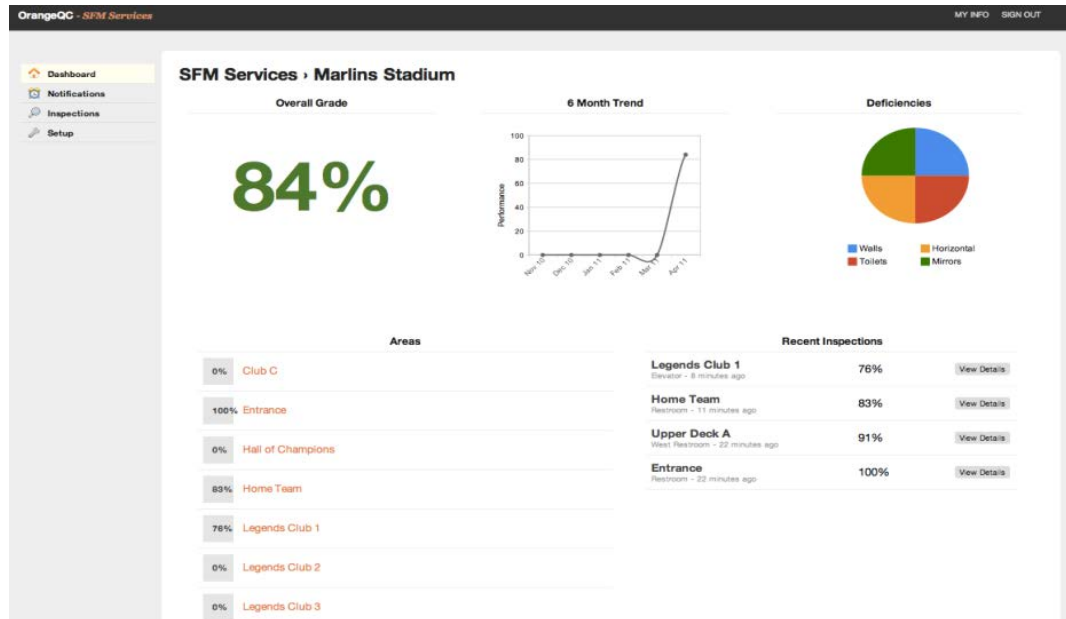 OrangeQC - SFM Services
MY INFO SIGN OUT
Dashboard
Notifications
Inspections
Setup
SFM Services › Marlins Stadium
Overall Grade
84%
6 Month Trend
100
80
60
40
20
0
Performance
Nov 10 Dec 10 Jan 11 Feb 11 Mar 11 Apr 11
Deficiencies
Walls Horizontal
Toilets Mirrors
Areas
0% Club C
100% Entrance
0% Hall of Champions
83% Home Team
76% Legends Club 1
0% Legends Club 2
0% Legends Club 3
Recent Inspections
Legends Club 1 76% View Details
Elevator - 8 minutes ago
Home Team 83% View Details
Restroom - 11 minutes ago
Upper Deck A 91% View Details
West Restroom - 22 minutes ago
Entrance 100% View Details
Restroom - 22 minutes ago